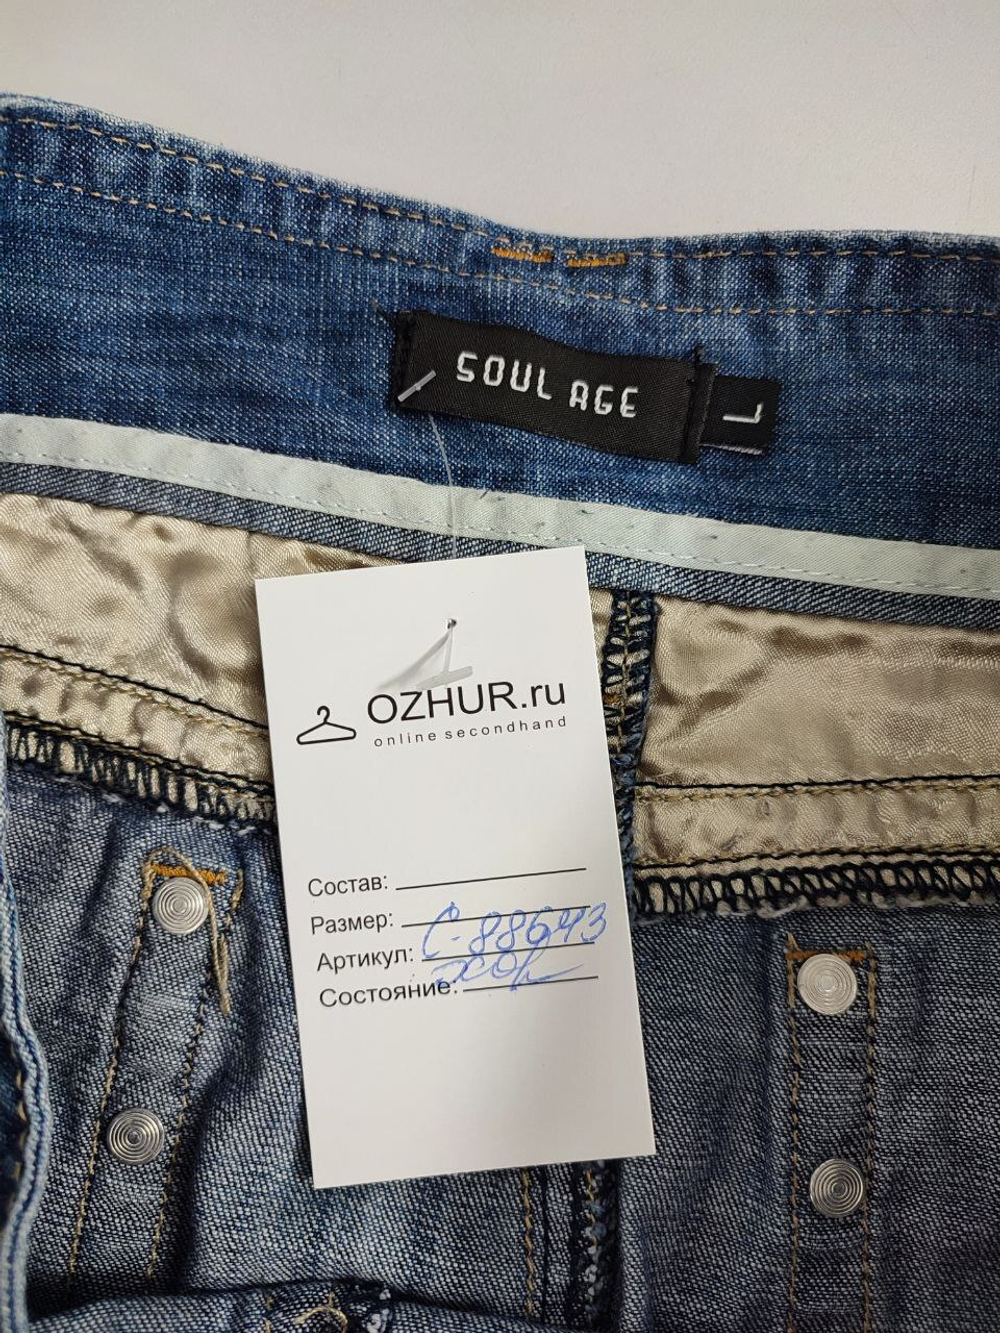 SOUL AGE
L
OZHUR.ru
online secondhand
Состав:
Размер:
Артикул: С-88643
Состояние: хор